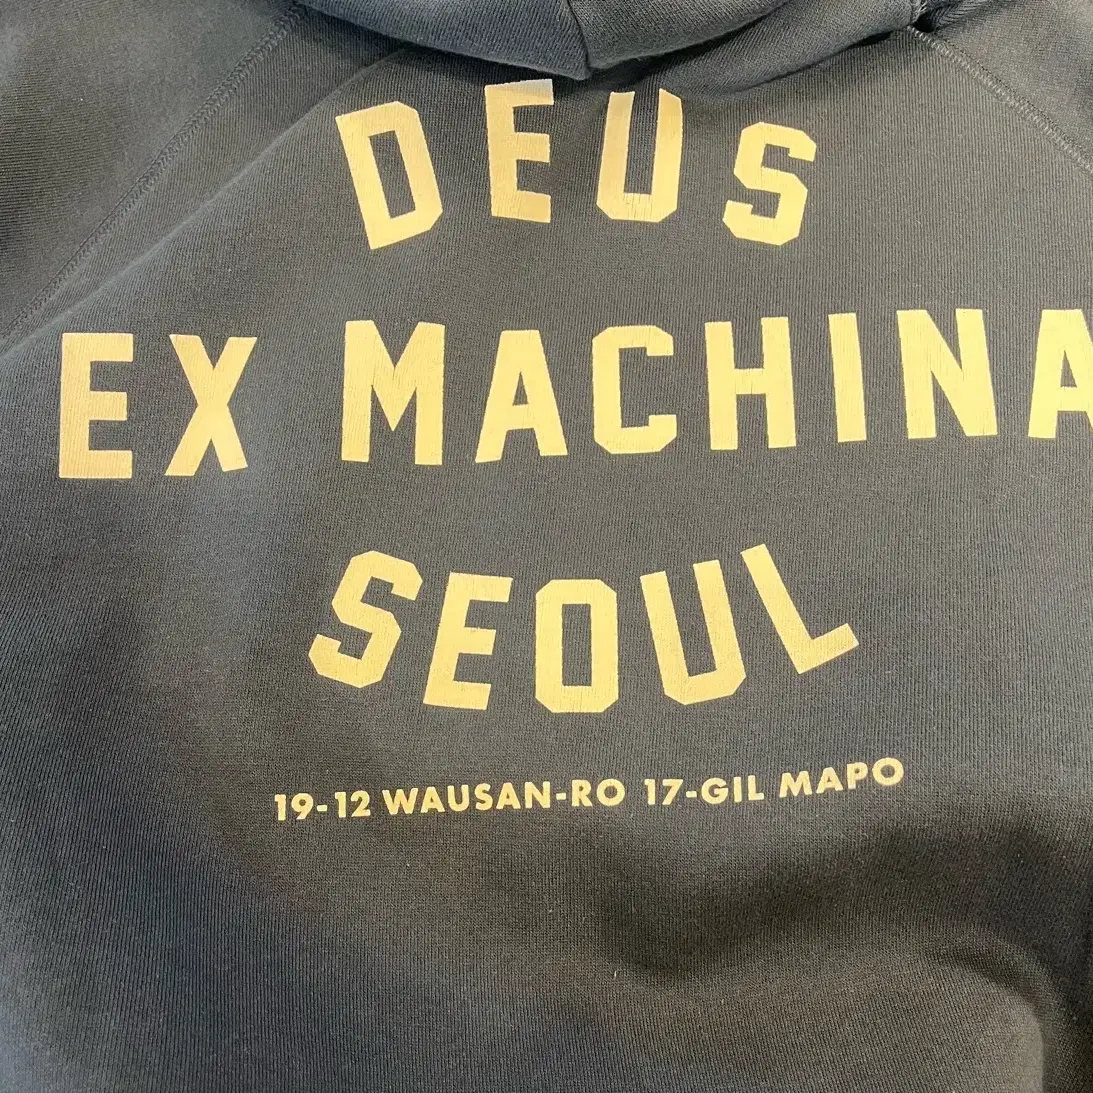 DEUS
EX MACHINA
SEOUL
19-12 WAUSAN-RO 17-GIL MAPO